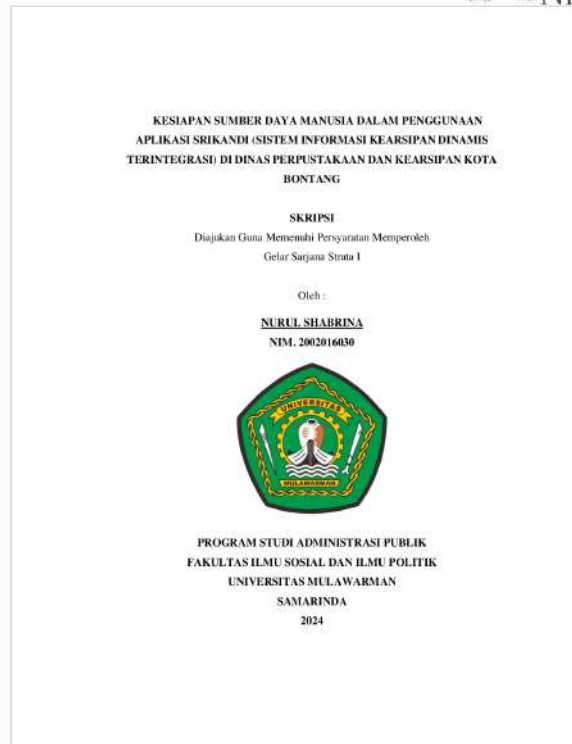 KESIAPAN SUMBER DAYA MANUSIA DALAM PENGGUNAAN
APLIKASI SRIKANDI (SISTEM INFORMASI KEARSIPAN DINAMIS
TERINTEGRASI) DI DINAS PERPUSTAKAAN DAN KEARSIPAN KOTA
BONTANG
SKRIPSI
Diajukan Guna Memenuhi Persyaratan Memperoleh
Gelar Sarjana Strata 1
Oleh :
NURUL SHABRINA
NIM. 2002016030
UNIVERSITAS
MULAWARMAN
PROGRAM STUDI ADMINISTRASI PUBLIK
FAKULTAS ILMU SOSIAL DAN ILMU POLITIK
UNIVERSITAS MULAWARMAN
SAMARINDA
2024